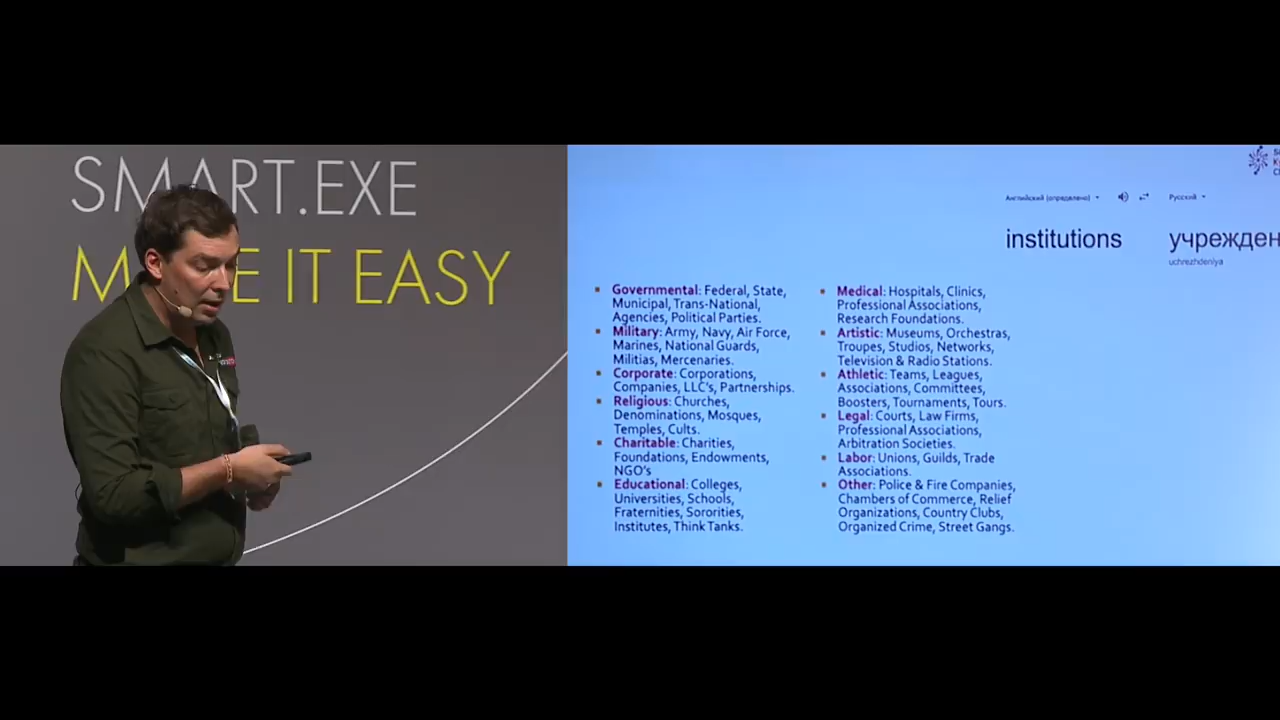 SMART.EXE
MAKE IT EASY
Английский (определено)
Русский
institutions
учрежден
uchrezhdeniya
Governmental: Federal, State,
Municipal, Trans-National,
Agencies, Political Parties.
Military: Army, Navy, Air Force,
Marines, National Guards,
Militias, Mercenaries.
Corporate: Corporations,
Companies, LLC's, Partnerships.
Religious: Churches,
Denominations, Mosques,
Temples, Cults.
Charitable: Charities,
Foundations, Endowments,
NGO's
Educational: Colleges,
Universities, Schools,
Fraternities, Sororities,
Institutes, Think Tanks.
Medical: Hospitals, Clinics,
Professional Associations,
Research Foundations.
Artistic: Museums, Orchestras,
Troupes, Studios, Networks,
Television & Radio Stations.
Athletic: Teams, Leagues,
Associations, Committees,
Boosters, Tournaments, Tours.
Legal: Courts, Law Firms,
Professional Associations,
Arbitration Societies.
Labor: Unions, Guilds, Trade
Associations.
Other: Police & Fire Companies,
Chambers of Commerce, Relief
Organizations, Country Clubs,
Organized Crime, Street Gangs.